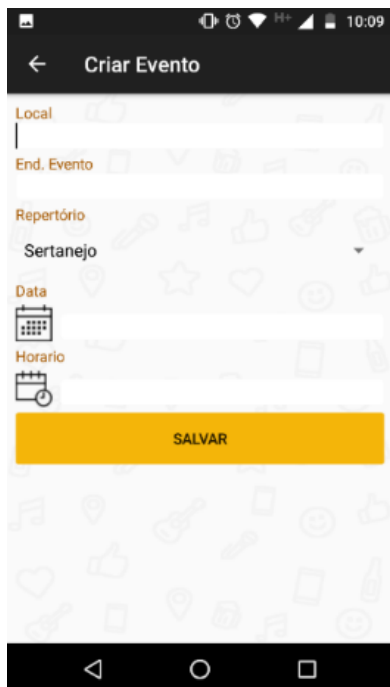 H+ 10:09
Criar Evento
Local
End. Evento
Repertório
Sertanejo
Data
Horario
SALVAR